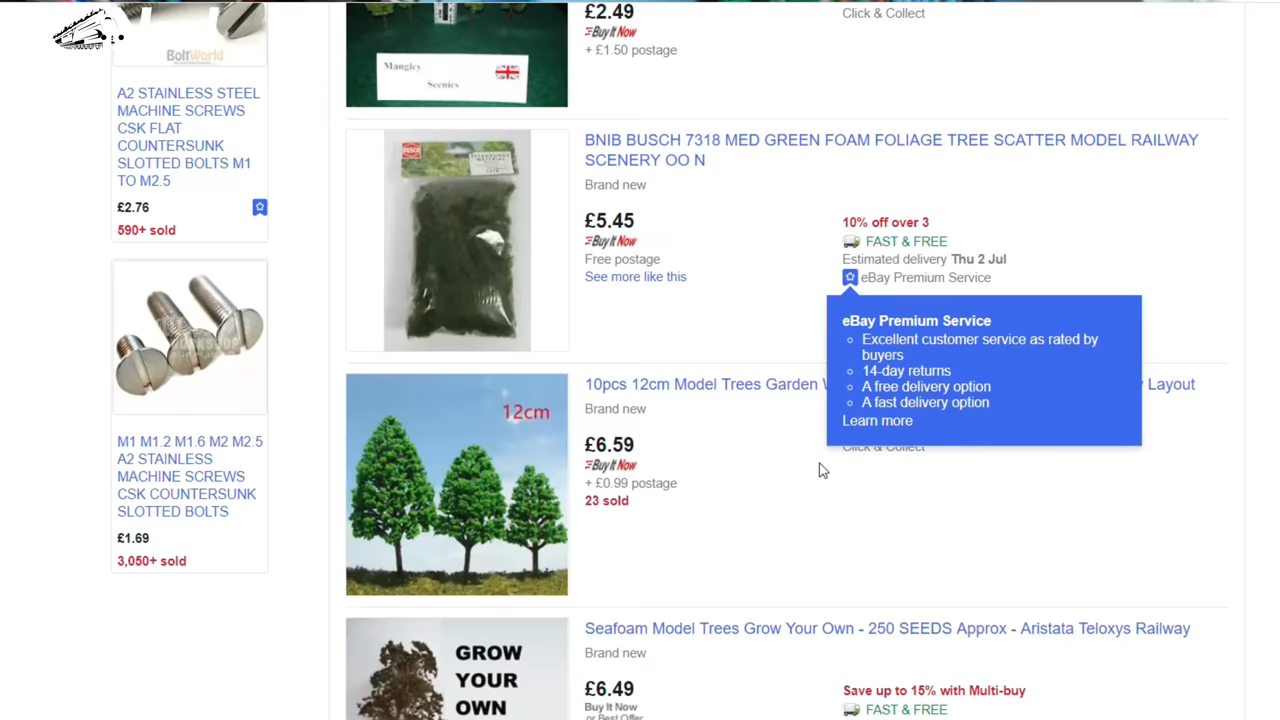 BoltWorld
A2 STAINLESS STEEL
MACHINE SCREWS
CSK FLAT
COUNTERSUNK
SLOTTED BOLTS M1
TO M2.5
£2.76
590+ sold
M1 M1.2 M1.6 M2 M2.5
A2 STAINLESS
MACHINE SCREWS
CSK COUNTERSUNK
SLOTTED BOLTS
£1.69
3,050+ sold
Mangley
Scenics
£2.49
Buy It Now
+ £1.50 postage
Click & Collect
BUSCH
BNIB BUSCH 7318 MED GREEN FOAM FOLIAGE TREE SCATTER MODEL RAILWAY
SCENERY OO N
Brand new
£5.45
Buy It Now
Free postage
See more like this
10% off over 3
FAST & FREE
Estimated delivery Thu 2 Jul
eBay Premium Service
eBay Premium Service
Excellent customer service as rated by
buyers
14-day returns
A free delivery option
A fast delivery option
Learn more
12cm
10pcs 12cm Model Trees Garden Layout
Brand new
£6.59
Buy It Now
+ £0.99 postage
23 sold
Click & Collect
GROW
YOUR
OWN
Seafoam Model Trees Grow Your Own - 250 SEEDS Approx - Aristata Teloxys Railway
Brand new
£6.49
Buy It Now
or Best Offer
Save up to 15% with Multi-buy
FAST & FREE